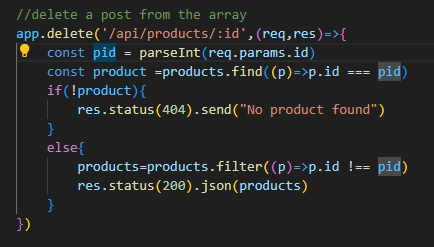 //delete a post from the array
app.delete('/api/products/:id',(req,res)=>{
    const pid = parseInt(req.params.id)
    const product =products.find((p)=>p.id === pid)
    if(!product){
        res.status(404).send("No product found")
    }
    else{
        products=products.filter((p)=>p.id !== pid)
        res.status(200).json(products)
    }
})